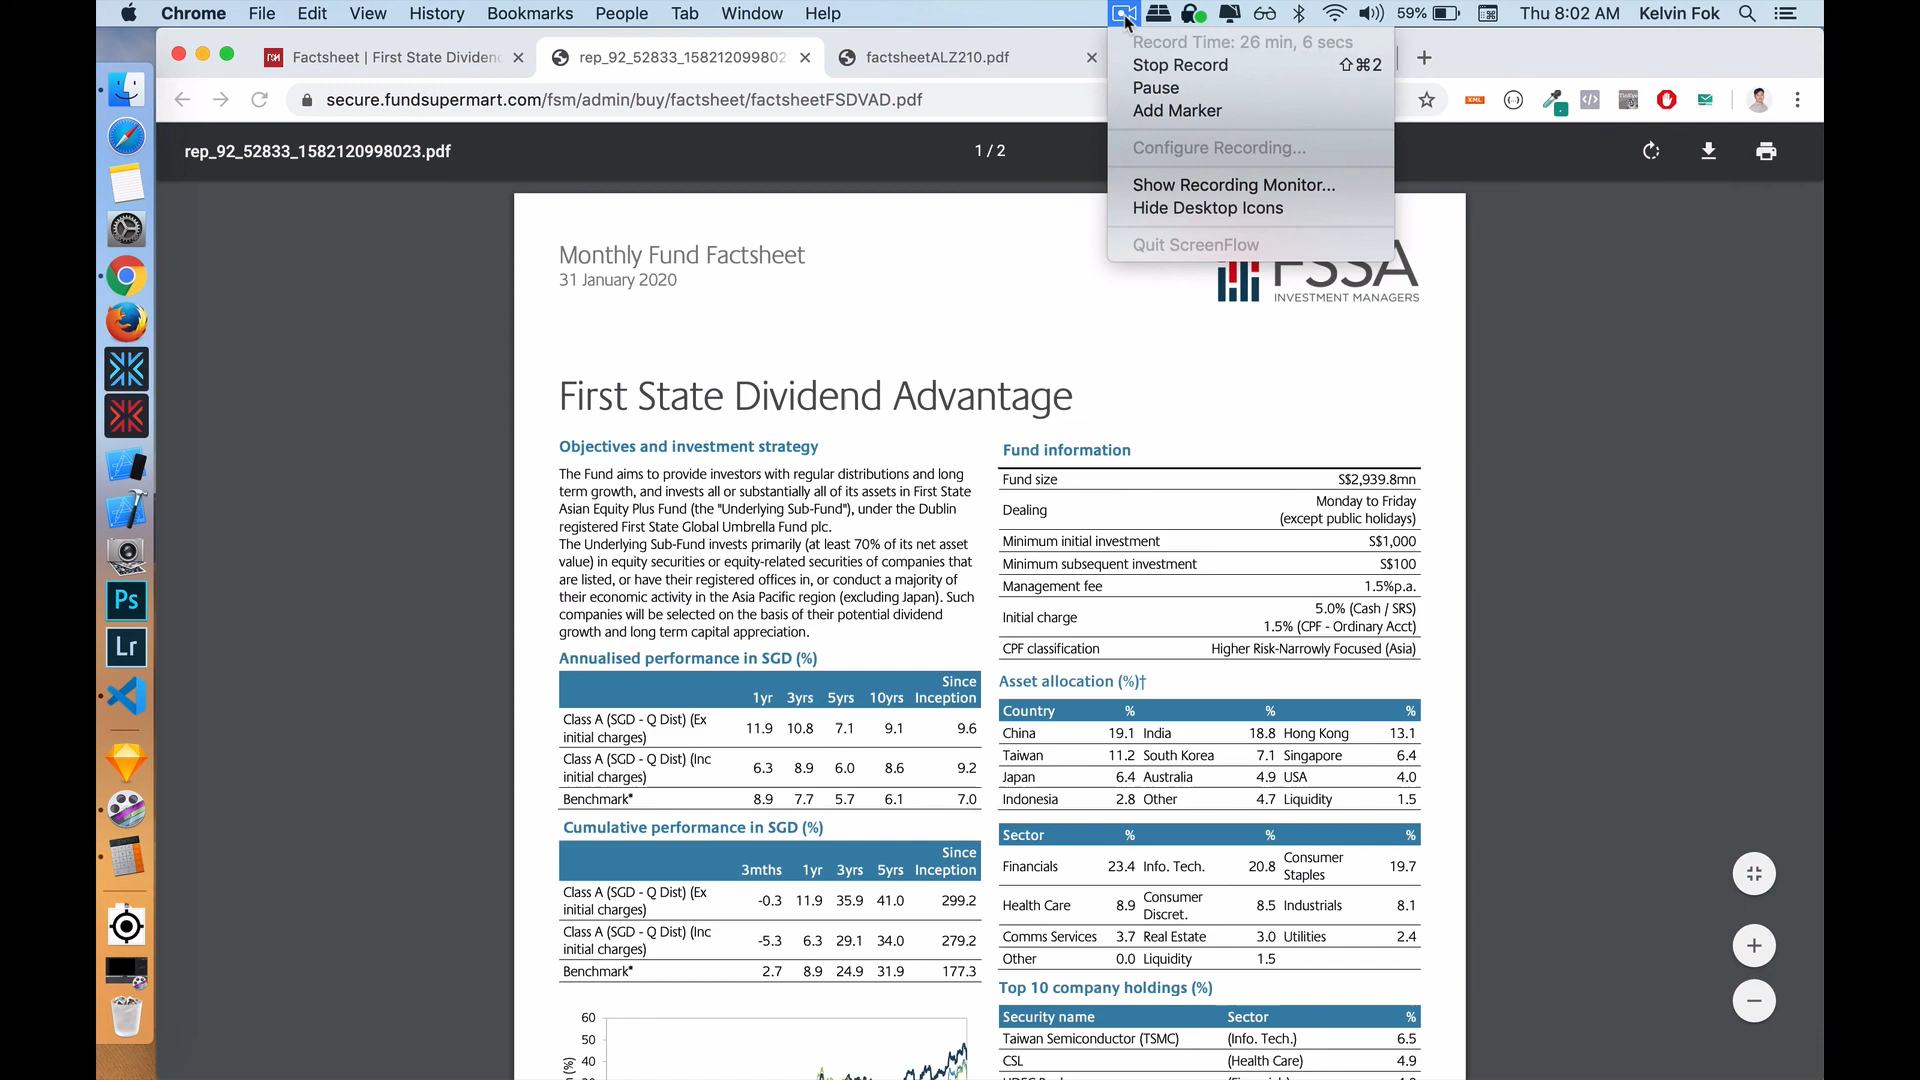 Chrome File Edit View History Bookmarks People Tab Window Help 59% Thu 8:02 AM Kelvin Fok
Record Time: 26 min, 6 secs
Stop Record ⇧⌘2
Pause
Add Marker
Configure Recording...
Show Recording Monitor...
Hide Desktop Icons
Quit ScreenFlow
Factsheet | First State Dividen
rep_92_52833_1582120998023
factsheetALZ210.pdf
secure.fundsupermart.com/fsm/admin/buy/factsheet/factsheetFSDVAD.pdf
XML
rep_92_52833_1582120998023.pdf
1 / 2
Ps
Lr
Monthly Fund Factsheet
31 January 2020
FSSA
INVESTMENT MANAGERS
First State Dividend Advantage
Objectives and investment strategy
The Fund aims to provide investors with regular distributions and long
term growth, and invests all or substantially all of its assets in First State
Asian Equity Plus Fund (the "Underlying Sub-Fund"), under the Dublin
registered First State Global Umbrella Fund plc.
The Underlying Sub-Fund invests primarily (at least 70% of its net asset
value) in equity securities or equity-related securities of companies that
are listed, or have their registered offices in, or conduct a majority of
their economic activity in the Asia Pacific region (excluding Japan). Such
companies will be selected on the basis of their potential dividend
growth and long term capital appreciation.
Annualised performance in SGD (%)
1yr 3yrs 5yrs 10yrs Since
Inception
Class A (SGD - Q Dist) (Ex
initial charges) 11.9 10.8 7.1 9.1 9.6
Class A (SGD - Q Dist) (Inc
initial charges) 6.3 8.9 6.0 8.6 9.2
Benchmark* 8.9 7.7 5.7 6.1 7.0
Cumulative performance in SGD (%)
3mths 1yr 3yrs 5yrs Since
Inception
Class A (SGD - Q Dist) (Ex
initial charges) -0.3 11.9 35.9 41.0 299.2
Class A (SGD - Q Dist) (Inc
initial charges) -5.3 6.3 29.1 34.0 279.2
Benchmark* 2.7 8.9 24.9 31.9 177.3
60
50
40
Fund information
Fund size S$2,939.8mn
Dealing Monday to Friday
(except public holidays)
Minimum initial investment S$1,000
Minimum subsequent investment S$100
Management fee 1.5%p.a.
Initial charge 5.0% (Cash / SRS)
1.5% (CPF - Ordinary Acct)
CPF classification Higher Risk-Narrowly Focused (Asia)
Asset allocation (%)†
Country % % %
China 19.1 India 18.8 Hong Kong 13.1
Taiwan 11.2 South Korea 7.1 Singapore 6.4
Japan 6.4 Australia 4.9 USA 4.0
Indonesia 2.8 Other 4.7 Liquidity 1.5
Sector % % %
Financials 23.4 Info. Tech. 20.8 Consumer
Staples 19.7
Health Care 8.9 Consumer
Discret. 8.5 Industrials 8.1
Comms Services 3.7 Real Estate 3.0 Utilities 2.4
Other 0.0 Liquidity 1.5
Top 10 company holdings (%)
Security name Sector %
Taiwan Semiconductor (TSMC) (Info. Tech.) 6.5
CSL (Health Care) 4.9